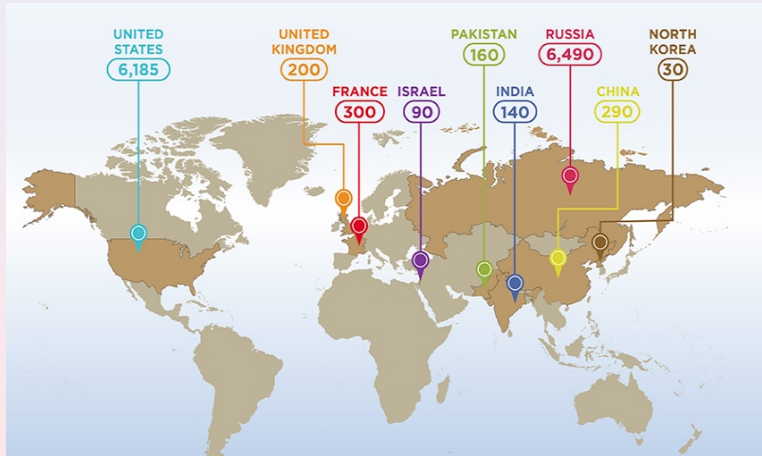 UNITED
STATES
6,185
UNITED
KINGDOM
200
FRANCE
300
ISRAEL
90
PAKISTAN
160
INDIA
140
RUSSIA
6,490
CHINA
290
NORTH
KOREA
30